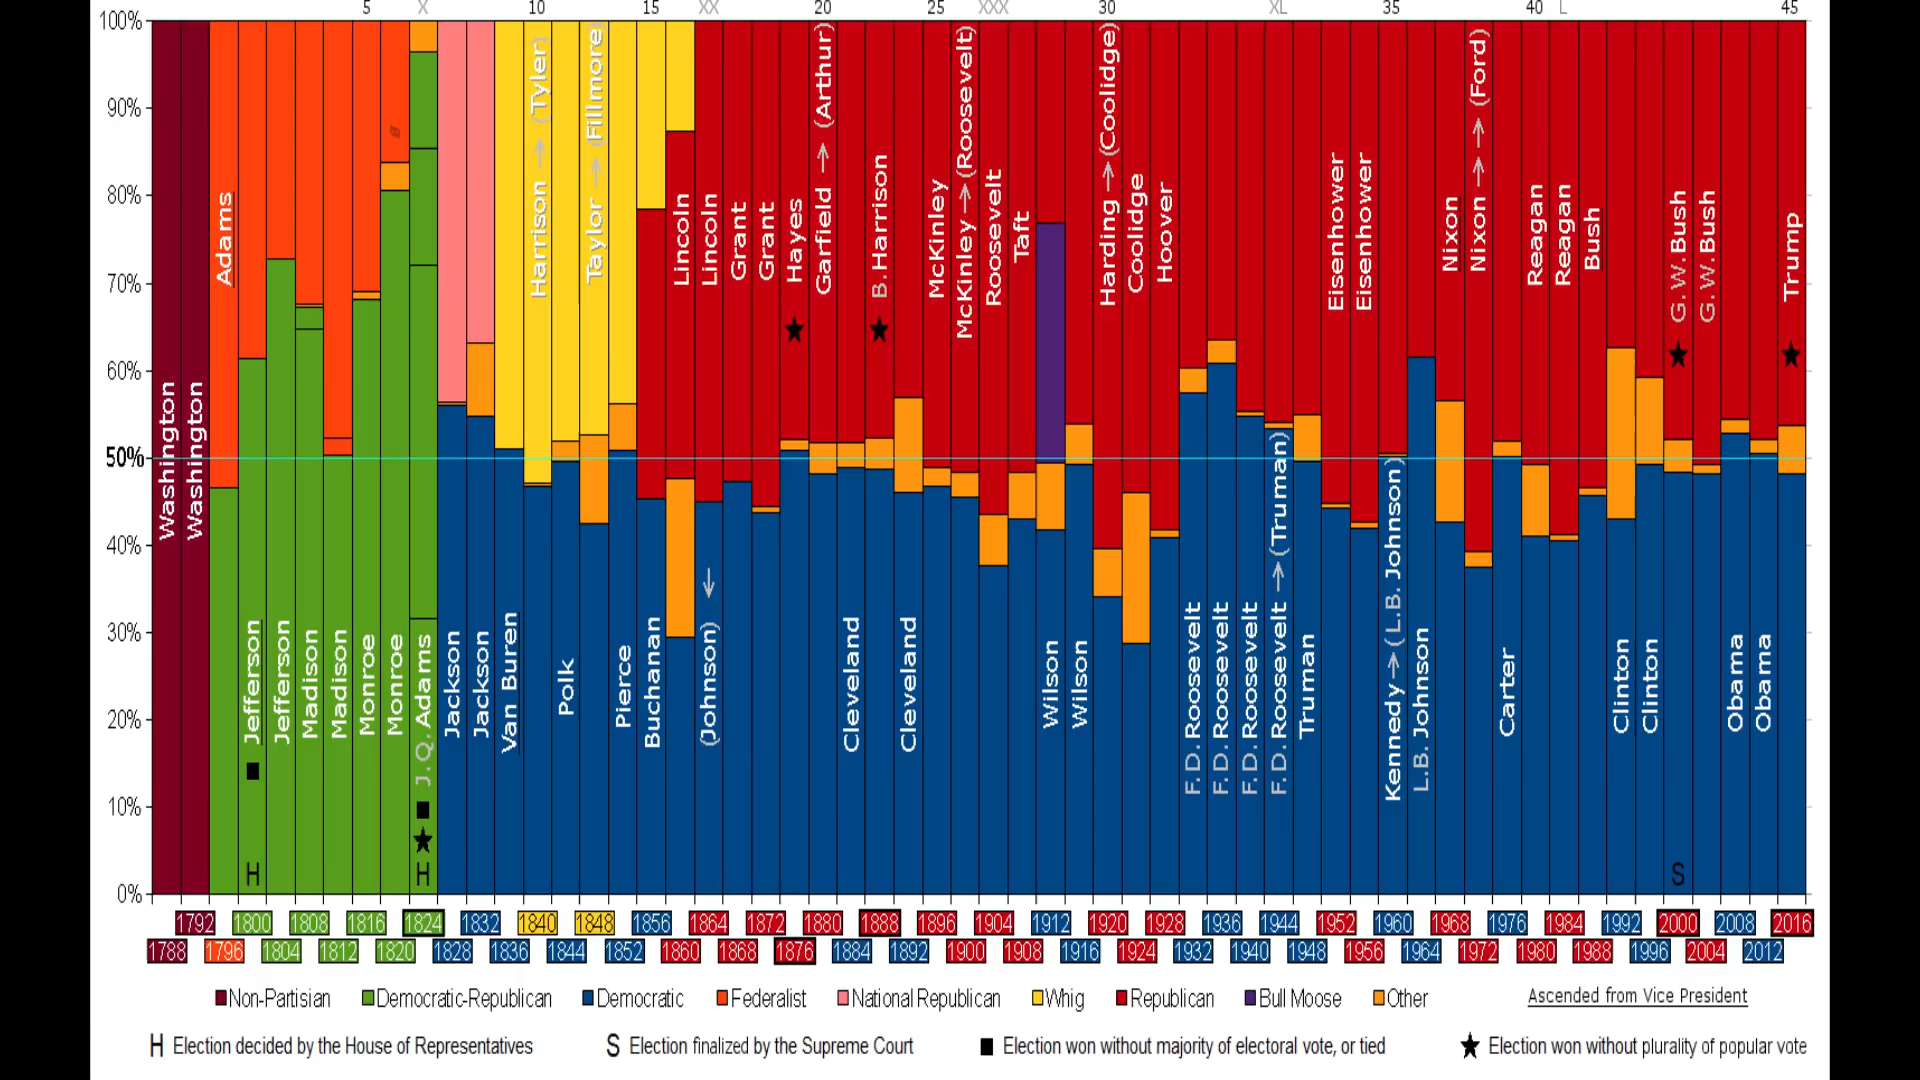 5 X 10 15 XX 20 25 XXX 30 XL 35 40 L 45
100%
90%
80%
70%
60%
50%
40%
30%
20%
10%
0%
Washington
Washington
Adams
H ■ Jefferson
Jefferson
Madison
Madison
Monroe
Monroe ø
H ★ ■ J. Q. Adams
Jackson
Jackson
Van Buren
Harrison → (Tyler)
Polk
Taylor → (Fillmore)
Pierce
Buchanan
Lincoln
Lincoln
(Johnson) ←
Grant
Grant
★ Hayes
Garfield → (Arthur)
Cleveland
★ B. Harrison
Cleveland
McKinley
McKinley → (Roosevelt)
Roosevelt
Taft
Wilson
Wilson
Harding → (Coolidge)
Coolidge
Hoover
F. D. Roosevelt
F. D. Roosevelt
F. D. Roosevelt
F. D. Roosevelt → (Truman)
Truman
Eisenhower
Eisenhower
Kennedy → (L.B. Johnson)
L.B. Johnson
Nixon
Nixon → → (Ford)
Carter
Reagan
Reagan
Bush
Clinton
Clinton
S ★ G. W. Bush
G. W. Bush
Obama
Obama
★ Trump
1792 1800 1808 1816 1824 1832 1840 1848 1856 1864 1872 1880 1888 1896 1904 1912 1920 1928 1936 1944 1952 1960 1968 1976 1984 1992 2000 2008 2016
1788 1796 1804 1812 1820 1828 1836 1844 1852 1860 1868 1876 1884 1892 1900 1908 1916 1924 1932 1940 1948 1956 1964 1972 1980 1988 1996 2004 2012
Non-Partisian Democratic-Republican Democratic Federalist National Republican Whig Republican Bull Moose Other Ascended from Vice President
H Election decided by the House of Representatives S Election finalized by the Supreme Court ■ Election won without majority of electoral vote, or tied ★ Election won without plurality of popular vote